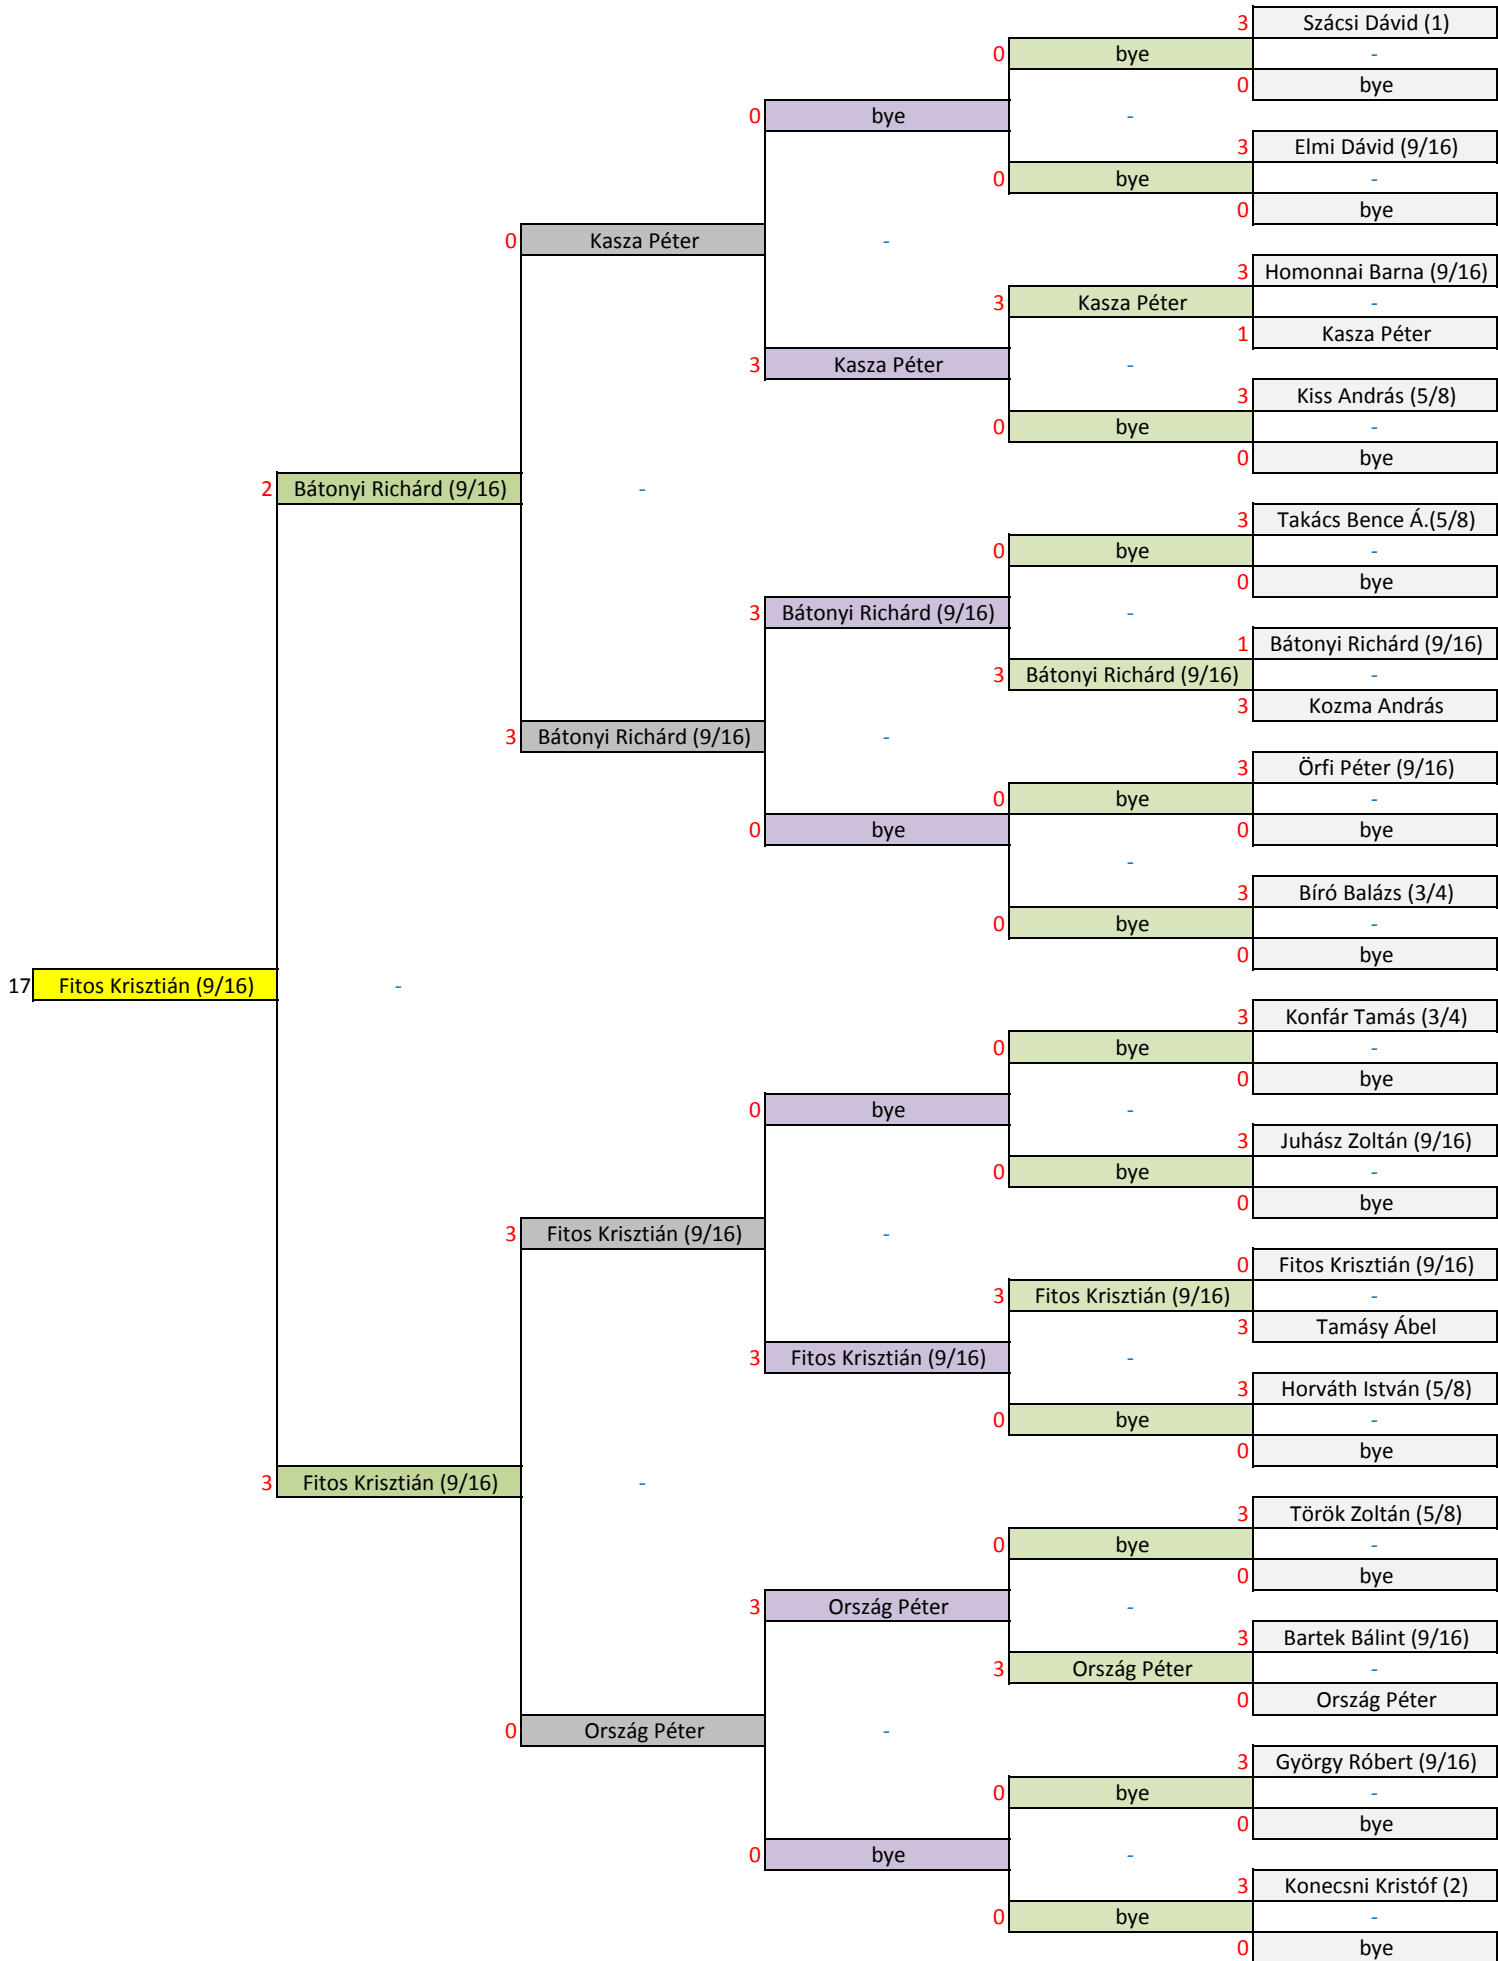 3 Szácsi Dávid (1)
0 bye -
0 bye
0 bye -
3 Elmi Dávid (9/16)
0 bye -
0 bye
0 Kasza Péter -
3 Homonnai Barna (9/16)
3 Kasza Péter -
1 Kasza Péter
3 Kasza Péter -
3 Kiss András (5/8)
0 bye -
0 bye
2 Bátonyi Richárd (9/16) -
3 Takács Bence Á.(5/8)
0 bye -
0 bye
3 Bátonyi Richárd (9/16) -
1 Bátonyi Richárd (9/16)
3 Bátonyi Richárd (9/16) -
3 Kozma András
3 Bátonyi Richárd (9/16) -
3 Örfi Péter (9/16)
0 bye -
0 bye 0 bye
-
3 Bíró Balázs (3/4)
0 bye -
0 bye
17 Fitos Krisztián (9/16) -
3 Konfár Tamás (3/4)
0 bye -
0 bye
0 bye -
3 Juhász Zoltán (9/16)
0 bye -
0 bye
3 Fitos Krisztián (9/16) -
0 Fitos Krisztián (9/16)
3 Fitos Krisztián (9/16) -
3 Tamásy Ábel
3 Fitos Krisztián (9/16) -
3 Horváth István (5/8)
0 bye -
0 bye
3 Fitos Krisztián (9/16) -
3 Török Zoltán (5/8)
0 bye -
0 bye
3 Ország Péter -
3 Bartek Bálint (9/16)
3 Ország Péter -
0 Ország Péter
0 Ország Péter -
3 György Róbert (9/16)
0 bye -
0 bye
0 bye -
3 Konecsni Kristóf (2)
0 bye -
0 bye